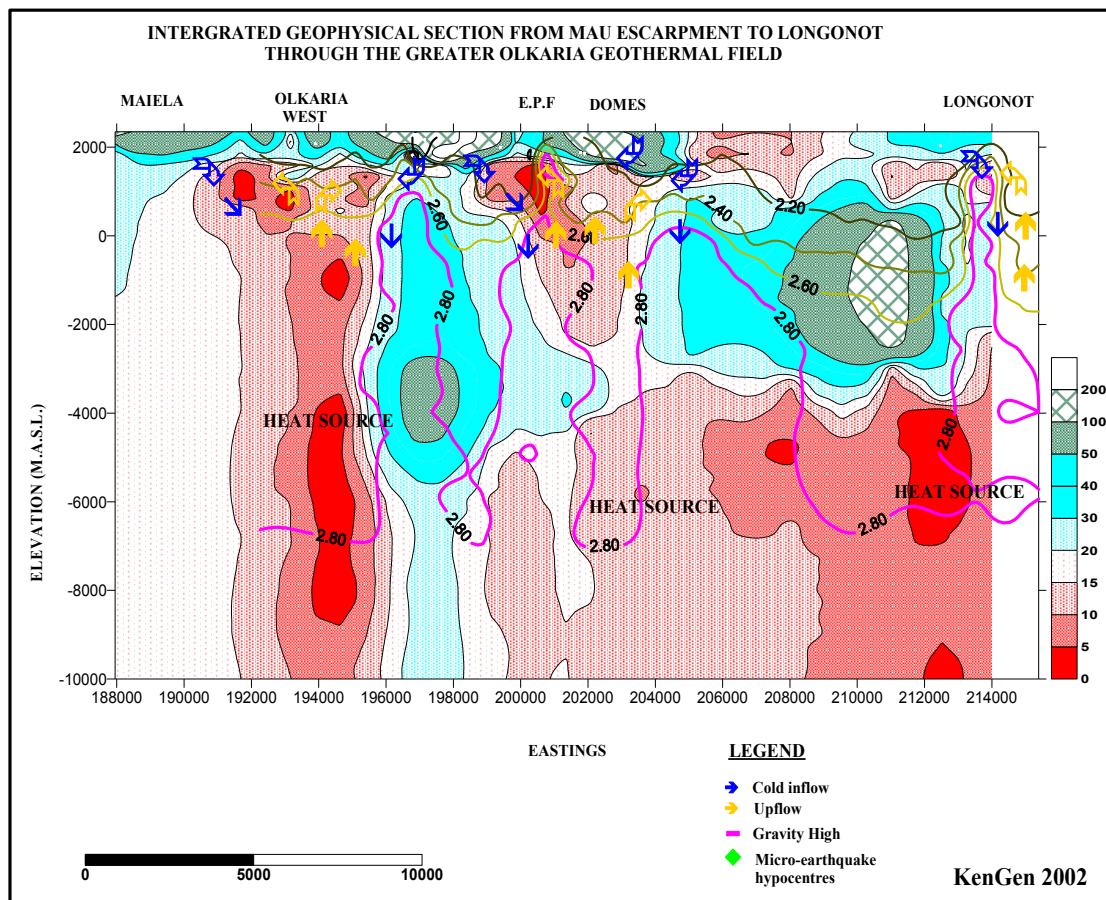 INTERGRATED GEOPHYSICAL SECTION FROM MAU ESCARPMENT TO LONGONOT
THROUGH THE GREATER OLKARIA GEOTHERMAL FIELD
MAIELA
OLKARIA
WEST
E.P.F
DOMES
LONGONOT
ELEVATION (M.A.S.L.)
2000
0
-2000
-4000
-6000
-8000
-10000
2.60
2.80
2.80
2.80
2.80
2.80
2.80
2.80
2.80
2.40
2.20
2.60
2.80
2.80
2.80
HEAT SOURCE
HEAT SOURCE
HEAT SOURCE
200
100
50
40
30
20
15
10
5
0
188000
190000
192000
194000
196000
198000
200000
202000
204000
206000
208000
210000
212000
214000
EASTINGS
LEGEND
Cold inflow
Upflow
Gravity High
Micro-earthquake
hypocentres
0
5000
10000
KenGen 2002